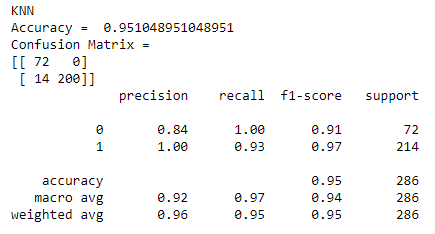 KNN
Accuracy =  0.951048951048951
Confusion Matrix =
[[ 72   0]
 [ 14 200]]
              precision    recall  f1-score   support

           0       0.84      1.00      0.91        72
           1       1.00      0.93      0.97       214

    accuracy                           0.95       286
   macro avg       0.92      0.97      0.94       286
weighted avg       0.96      0.95      0.95       286